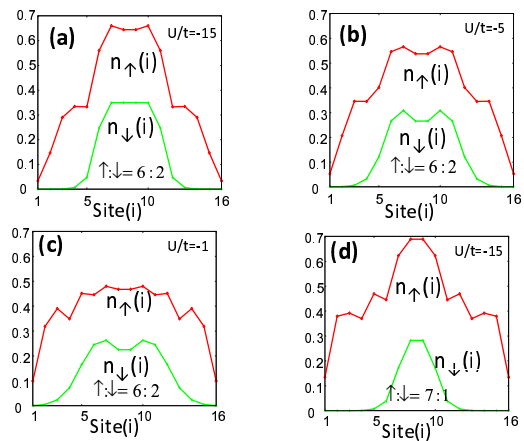 (a)
U/t=-15
n↑(i)
n↓(i)
↑:↓= 6 : 2
0.7
0.6
0.5
0.4
0.3
0.2
0.1
0
1
5
10
16
Site(i)
(b)
U/t=-5
n↑(i)
n↓(i)
↑:↓= 6 : 2
0.7
0.6
0.5
0.4
0.3
0.2
0.1
0
1
5
10
16
Site(i)
(c)
U/t=-1
n↑(i)
n↓(i)
↑:↓= 6 : 2
0.7
0.6
0.5
0.4
0.3
0.2
0.1
0
1
5
10
16
Site(i)
(d)
U/t=-15
n↑(i)
n↓(i)
↑:↓= 7 : 1
0.7
0.6
0.5
0.4
0.3
0.2
0.1
0
1
5
10
16
Site(i)